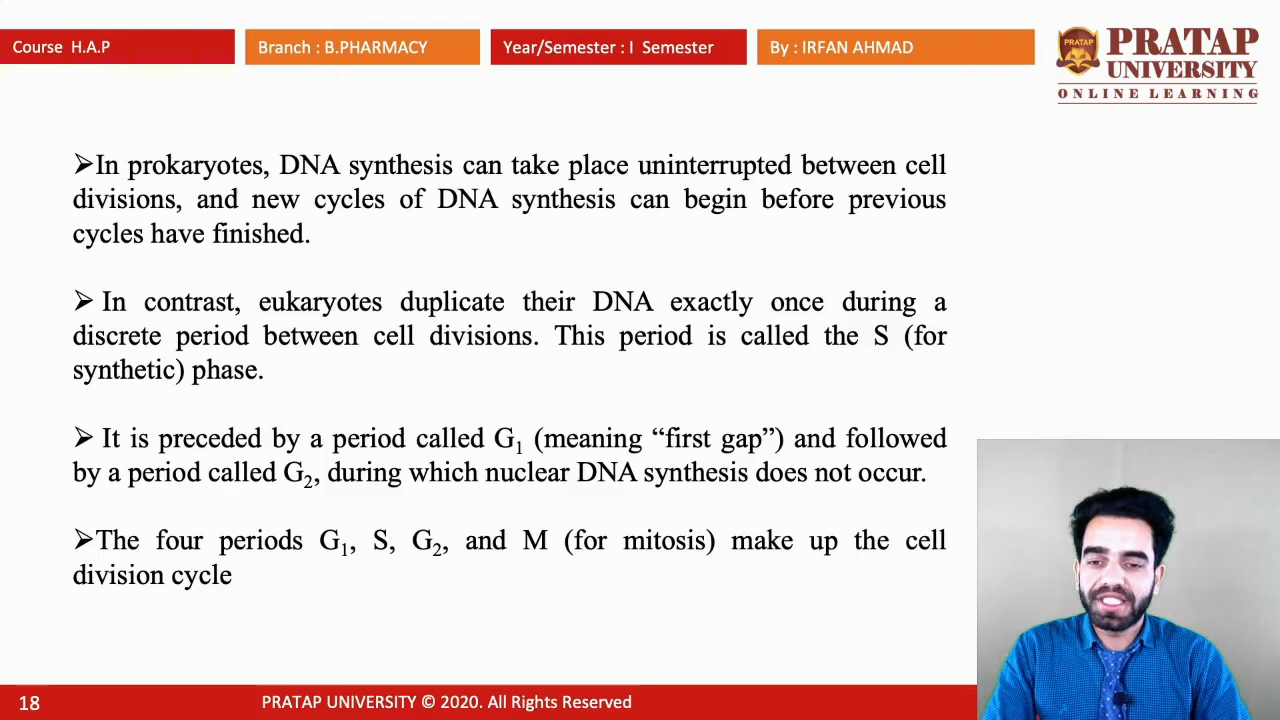 Course H.A.P
Branch : B.PHARMACY
Year/Semester : I Semester
By : IRFAN AHMAD
PRATAP
PRATAP
UNIVERSITY
ONLINE LEARNING
➢In prokaryotes, DNA synthesis can take place uninterrupted between cell
divisions, and new cycles of DNA synthesis can begin before previous
cycles have finished.
➢ In contrast, eukaryotes duplicate their DNA exactly once during a
discrete period between cell divisions. This period is called the S (for
synthetic) phase.
➢ It is preceded by a period called G₁ (meaning “first gap”) and followed
by a period called G₂, during which nuclear DNA synthesis does not occur.
➢The four periods G₁, S, G₂, and M (for mitosis) make up the cell
division cycle
18
PRATAP UNIVERSITY © 2020. All Rights Reserved